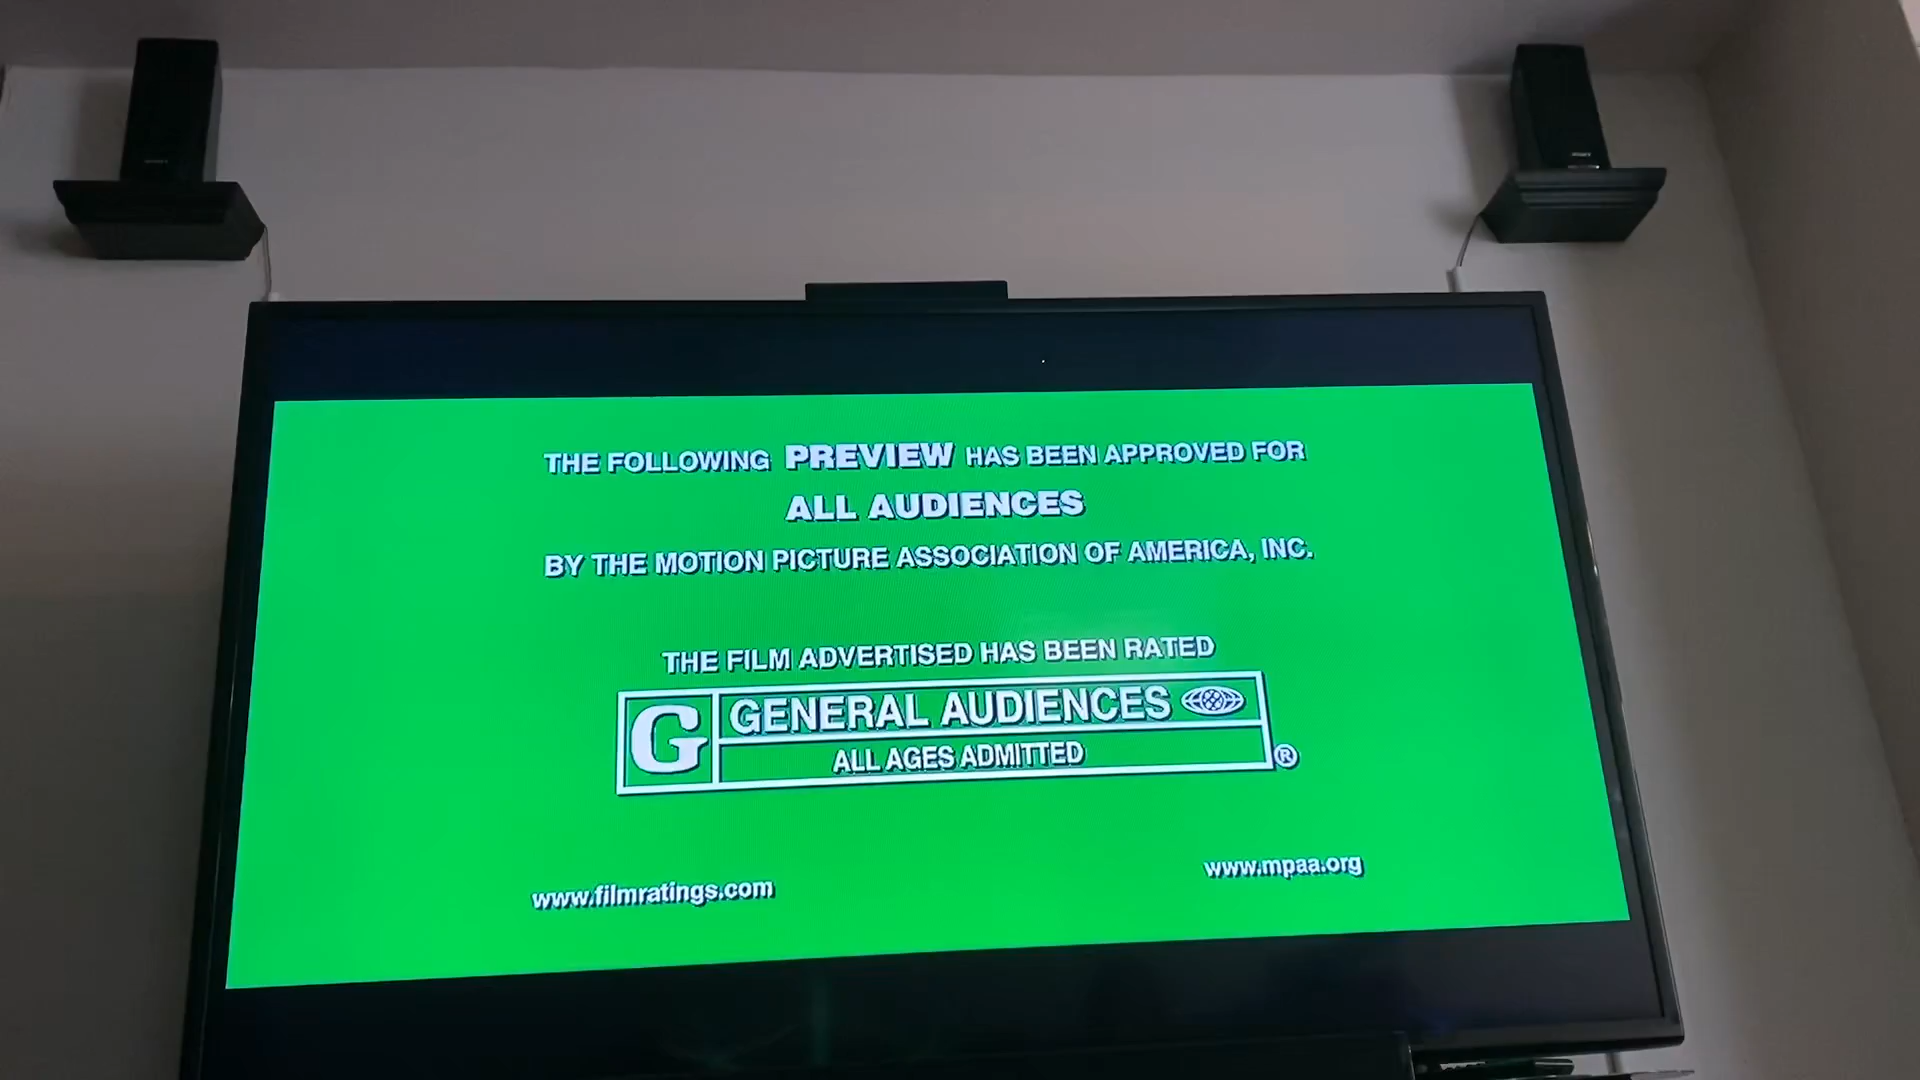 THE FOLLOWING PREVIEW HAS BEEN APPROVED FOR
ALL AUDIENCES
BY THE MOTION PICTURE ASSOCIATION OF AMERICA, INC.
THE FILM ADVERTISED HAS BEEN RATED
G GENERAL AUDIENCES
ALL AGES ADMITTED ®
www.filmratings.com
www.mpaa.org